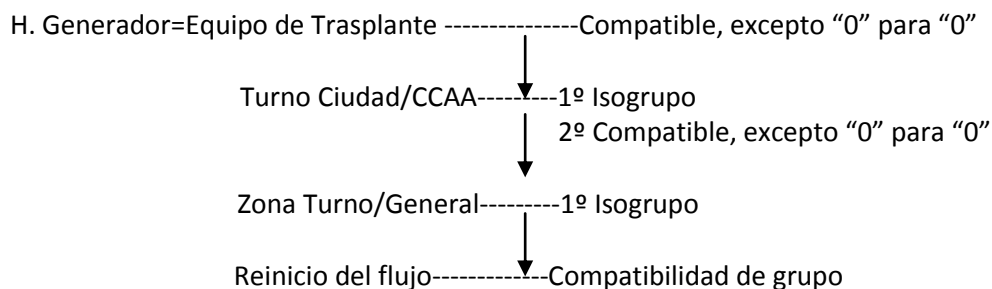 H. Generador=Equipo de Trasplante --------------Compatible, excepto “0” para “0”
Turno Ciudad/CCAA---------1º Isogrupo
2º Compatible, excepto “0” para “0”
Zona Turno/General---------1º Isogrupo
Reinicio del flujo-------------Compatibilidad de grupo